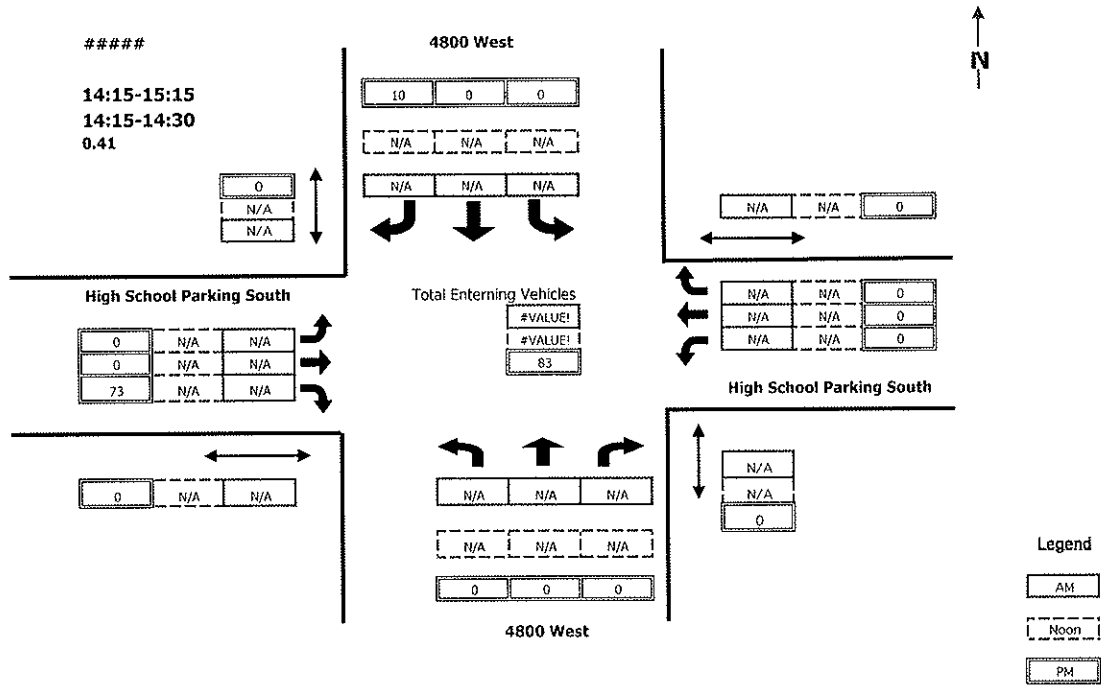 #####
4800 West
N
14:15-15:15
14:15-14:30
0.41
10 0 0
N/A N/A N/A
N/A N/A N/A
0
N/A
N/A
N/A N/A 0
High School Parking South
Total Enterning Vehicles
#VALUE!
#VALUE!
83
0 N/A N/A
0 N/A N/A
73 N/A N/A
N/A N/A 0
N/A N/A 0
N/A N/A 0
High School Parking South
0 N/A N/A
N/A N/A N/A
N/A N/A N/A
0 0 0
N/A
N/A
0
4800 West
Legend
AM
Noon
PM